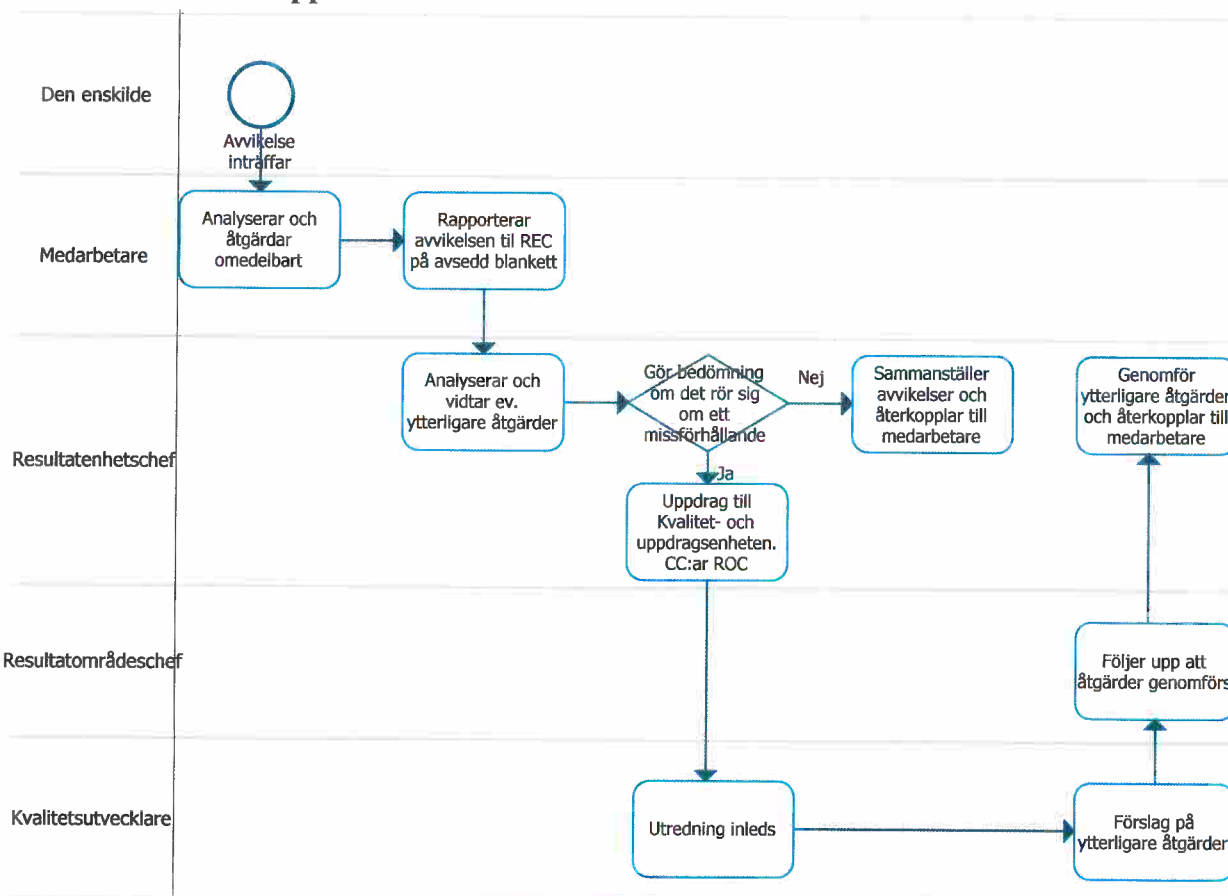 Den enskilde
Avvikelse
inträffar
Medarbetare
Analyserar och
åtgärdar
omedelbart
Rapporterar
avvikelsen til REC
på avsedd blankett
Resultatenhetschef
Analyserar och
vidtar ev.
ytterligare åtgärder
Gör bedömning
om det rör sig
om ett
missförhållande
Nej
Sammanställer
avvikelser och
återkopplar till
medarbetare
Genomför
ytterligare åtgärder
och återkopplar till
medarbetare
Ja
Uppdrag till
Kvalitet- och
uppdragsenheten.
CC:ar ROC
Resultatområdeschef
Följer upp att
åtgärder genomförs
Kvalitetsutvecklare
Utredning inleds
Förslag på
ytterligare åtgärder